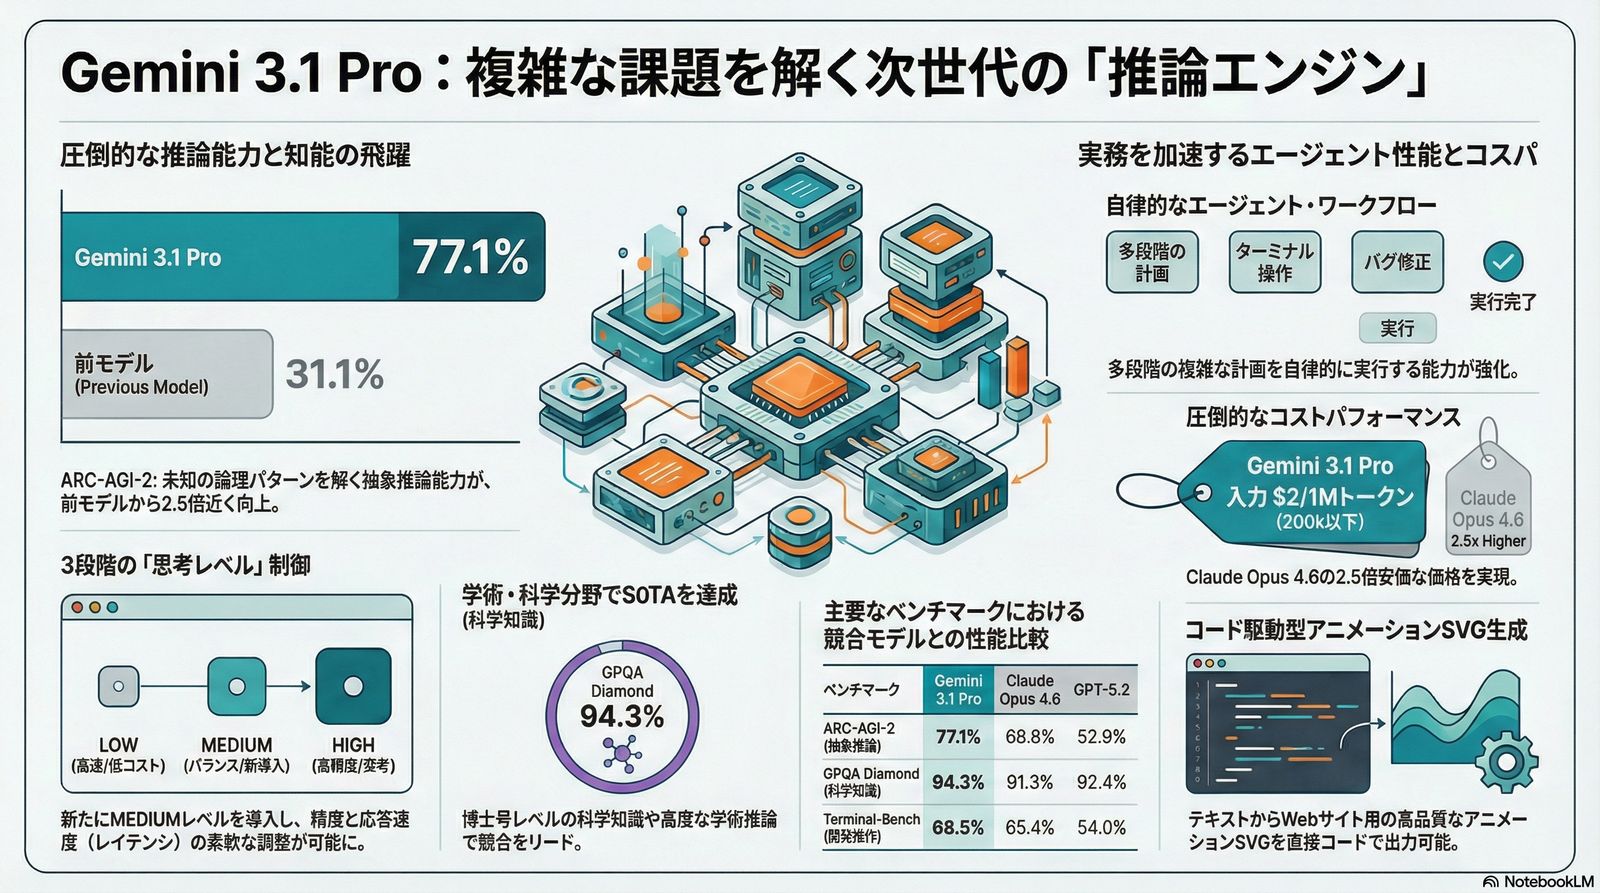 Gemini 3.1 Pro：複雑な課題を解く次世代の「推論エンジン」
圧倒的な推論能力と知能の飛躍
Gemini 3.1 Pro
77.1%
前モデル
(Previous Model)
31.1%
ARC-AGI-2: 未知の論理パターンを解く抽象推論能力が、
前モデルから2.5倍近く向上。
3段階の「思考レベル」制御
LOW
(高速/低コスト)
MEDIUM
(バランス/新導入)
HIGH
新たにMEDIUMレベルを導入し、精度と応答速
度（レイテンシ）の素軟な調整が可能に。
学術・科学分野でSOTAを達成
(科学知識)
GPQA
Diamond
94.3%
博士号レベルの科学知識や高度な学術推論
で競合をリード。
主要なベンチマークにおける
競合モデルとの性能比較
ベンチマーク
Gemini
3.1 Pro
Claude
Opus 4.6
GPT-5.2
ARC-AGI-2
(抽象推論)
77.1%
68.8%
52.9%
GPQA Diamond
(科学知識)
94.3%
91.3%
92.4%
Terminal-Bench
(開発推作)
68.5%
65.4%
54.0%
実務を加速するエージェント性能とコスパ
自律的なエージェント・ワークフロー
多段階の
計画
ターミナル
操作
バグ修正
実行
実行完了
多段階の複雑な計画を自律的に実行する能力が強化。
圧倒的なコストパフォーマンス
Gemini 3.1 Pro
入力 $2/1Mトークン
(200k以下)
Claude
Opus 4.6
2.5x Higher
Claude Opus 4.6の2.5倍安価な価格を実現。
コード駆動型アニメーションSVG生成
テキストからWebサイト用の高品質なアニメー
ションSVGを直接コードで出力可能。
NotebookLM